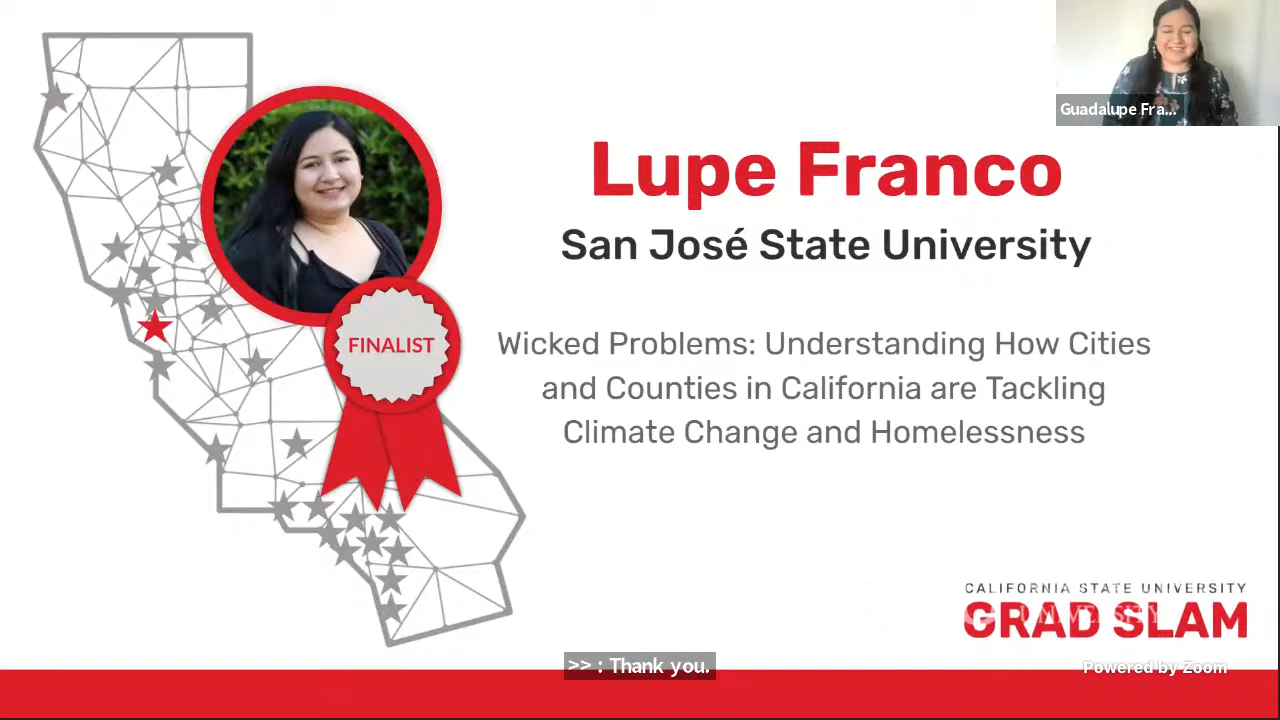 Guadalupe Fra...
Lupe Franco
San José State University
FINALIST
Wicked Problems: Understanding How Cities
and Counties in California are Tackling
Climate Change and Homelessness
CALIFORNIA STATE UNIVERSITY
GRAD SLAM
>> : Thank you.
Powered by Zoom